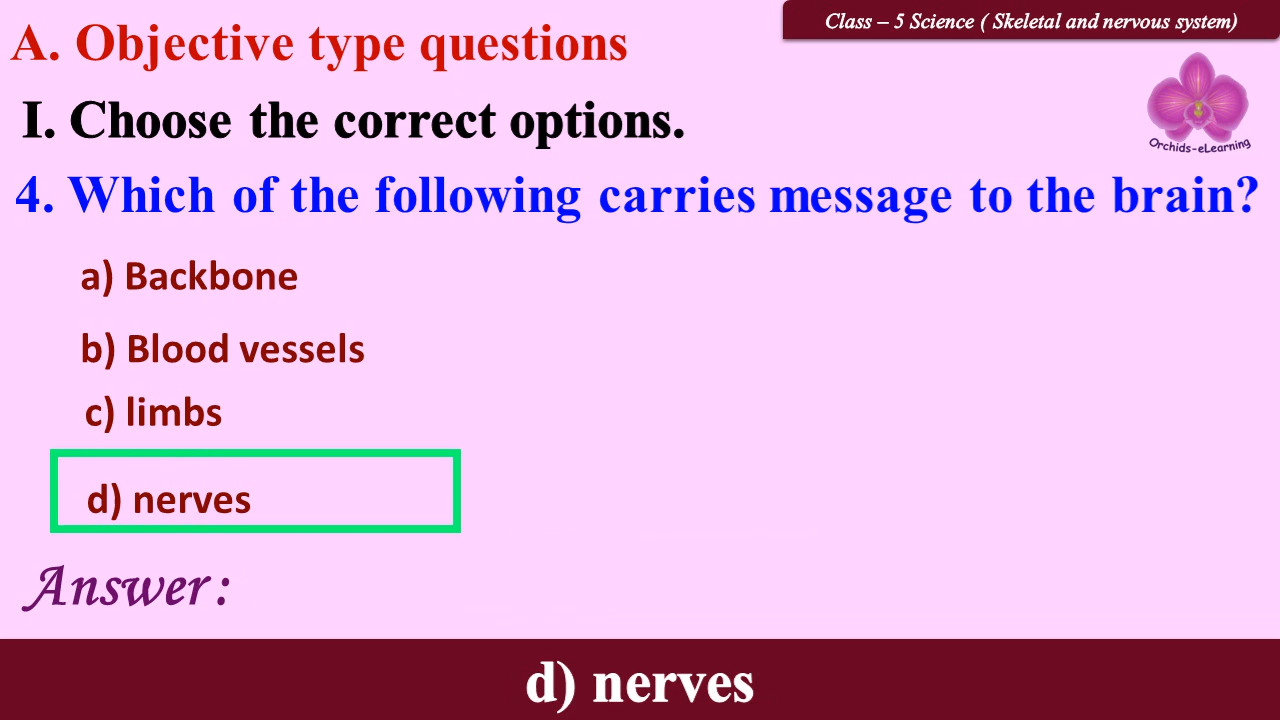 Class – 5 Science ( Skeletal and nervous system)
A. Objective type questions
I. Choose the correct options.
Orchids-eLearning
4. Which of the following carries message to the brain?
a) Backbone
b) Blood vessels
c) limbs
d) nerves
Answer :
d) nerves